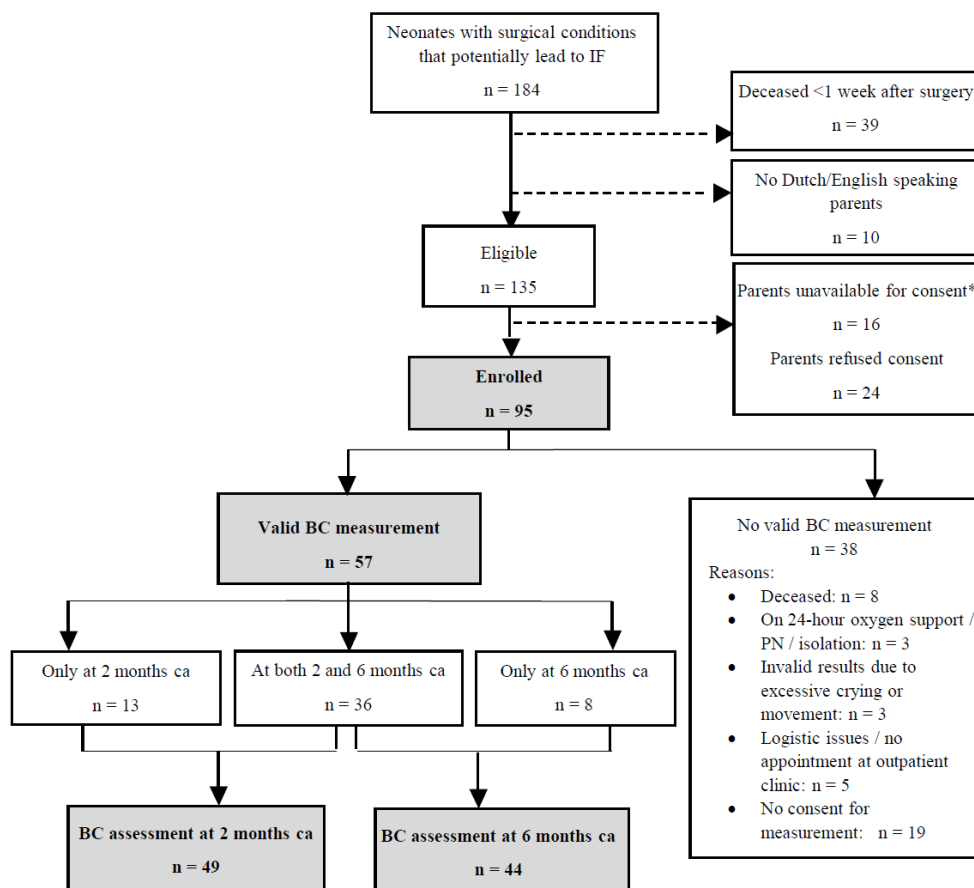 Neonates with surgical conditions
that potentially lead to IF
n = 184
Deceased <1 week after surgery
n = 39
No Dutch/English speaking
parents
n = 10
Eligible
n = 135
Parents unavailable for consent*
n = 16
Parents refused consent
n = 24
Enrolled
n = 95
Valid BC measurement
n = 57
No valid BC measurement
n = 38
Reasons:
• Deceased: n = 8
• On 24-hour oxygen support /
PN / isolation: n = 3
• Invalid results due to
excessive crying or
movement: n = 3
• Logistic issues / no
appointment at outpatient
clinic: n = 5
• No consent for
measurement: n = 19
Only at 2 months ca
n = 13
At both 2 and 6 months ca
n = 36
Only at 6 months ca
n = 8
BC assessment at 2 months ca
n = 49
BC assessment at 6 months ca
n = 44